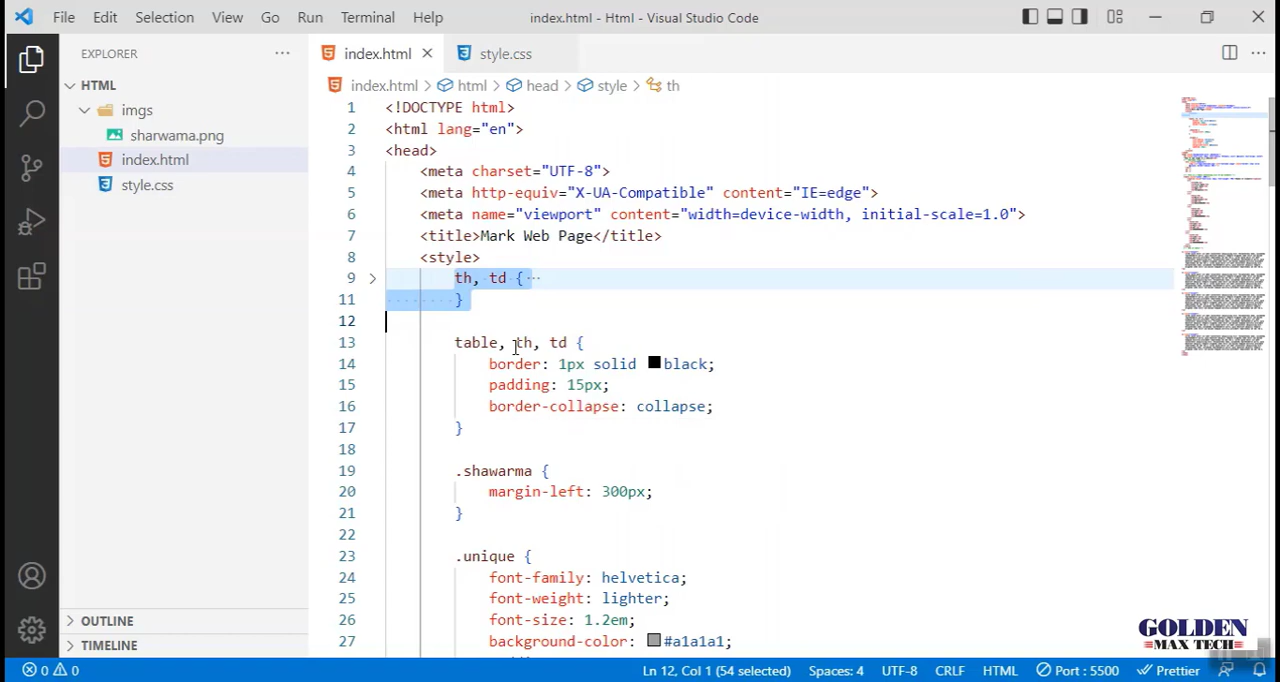 File Edit Selection View Go Run Terminal Help index.html - Html - Visual Studio Code
EXPLORER ··· index.html style.css
HTML index.html > html > head > style > th
imgs
sharwama.png
index.html
style.css
1 <!DOCTYPE html>
2 <html lang="en">
3 <head>
4 <meta charset="UTF-8">
5 <meta http-equiv="X-UA-Compatible" content="IE=edge">
6 <meta name="viewport" content="width=device-width, initial-scale=1.0">
7 <title>Mark Web Page</title>
8 <style>
9 th, td { ···
11 }
12
13 table, th, td {
14 border: 1px solid black;
15 padding: 15px;
16 border-collapse: collapse;
17 }
18
19 .shawarma {
20 margin-left: 300px;
21 }
22
23 .unique {
24 font-family: helvetica;
25 font-weight: lighter;
26 font-size: 1.2em;
27 background-color: #a1a1a1;
OUTLINE
TIMELINE
GOLDEN
MAX TECH
0 0 Ln 12, Col 1 (54 selected) Spaces: 4 UTF-8 CRLF HTML Port : 5500 Prettier